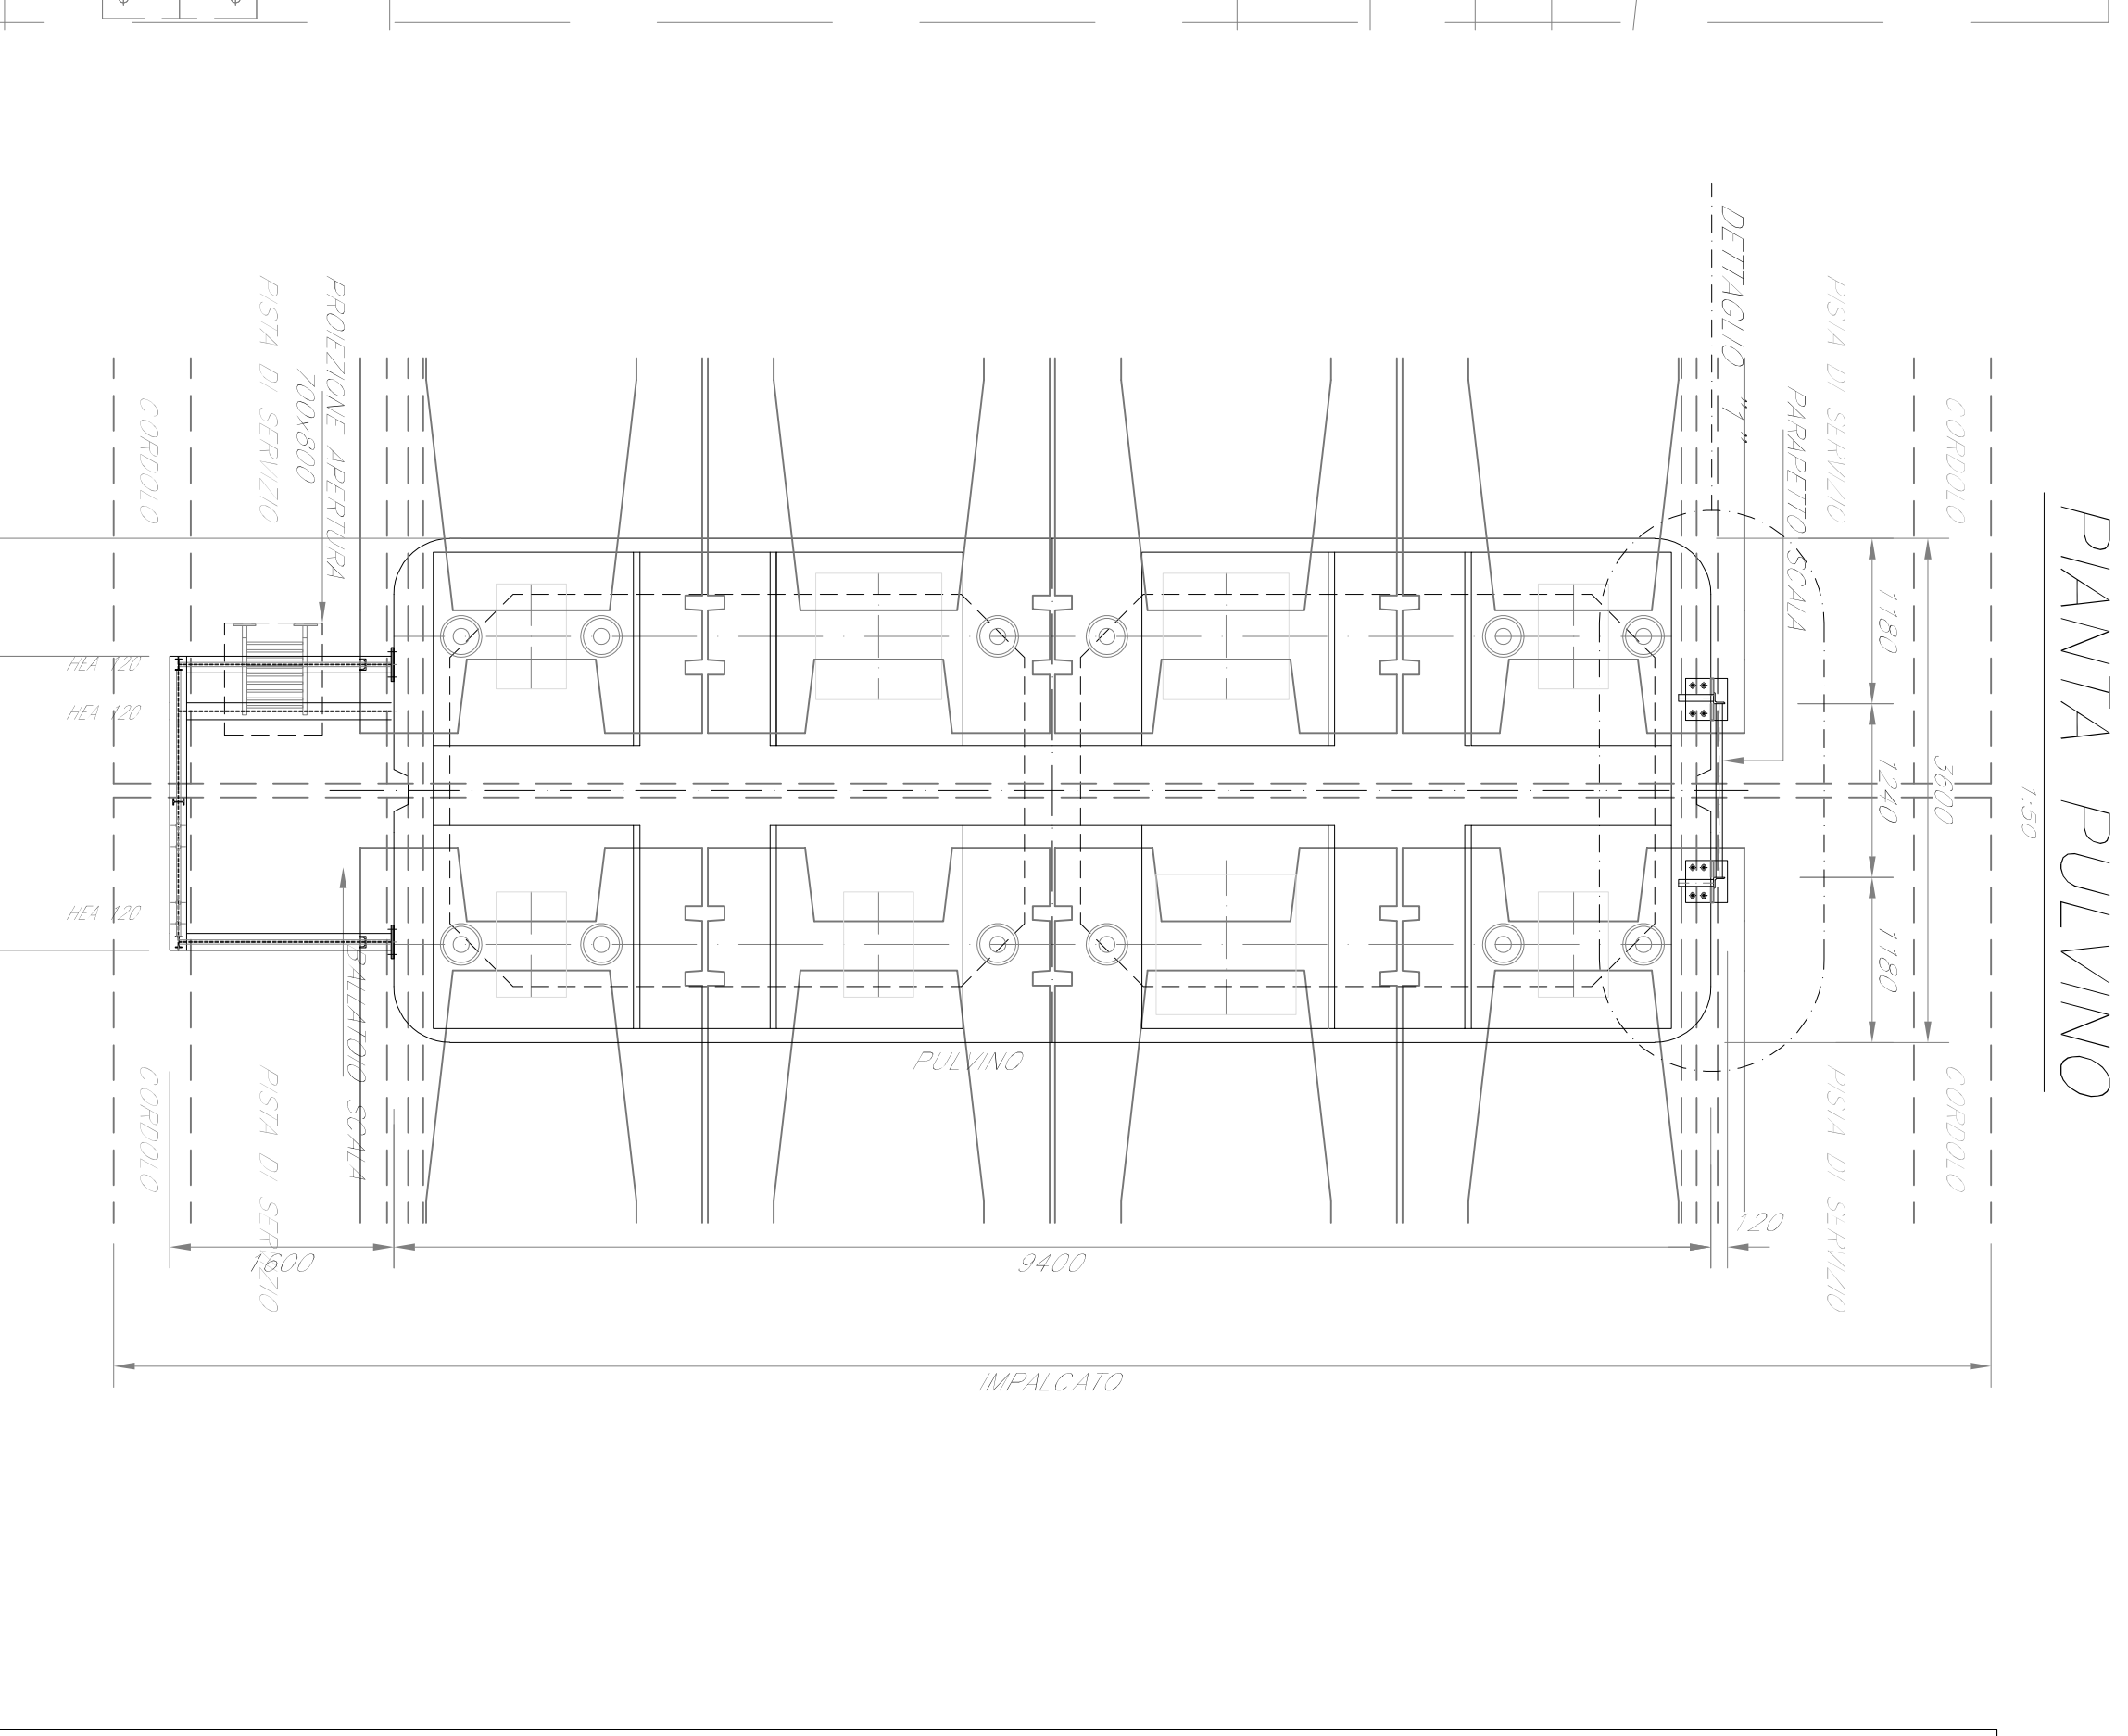 PIANTA PULVINO
1:50
DETTAGLIO "1"
PARAPETTO SCALA
PISTA DI SERVIZIO
CORDOLO
PROIEZIONE APERTURA
700x800
PISTA DI SERVIZIO
CORDOLO
1180
1240
1180
3600
HEA 120
HEA 120
HEA 120
BALLATOIO SCALA
PULVINO
PISTA DI SERVIZIO
CORDOLO
PISTA DI SERVIZIO
CORDOLO
1600
9400
120
IMPALCATO